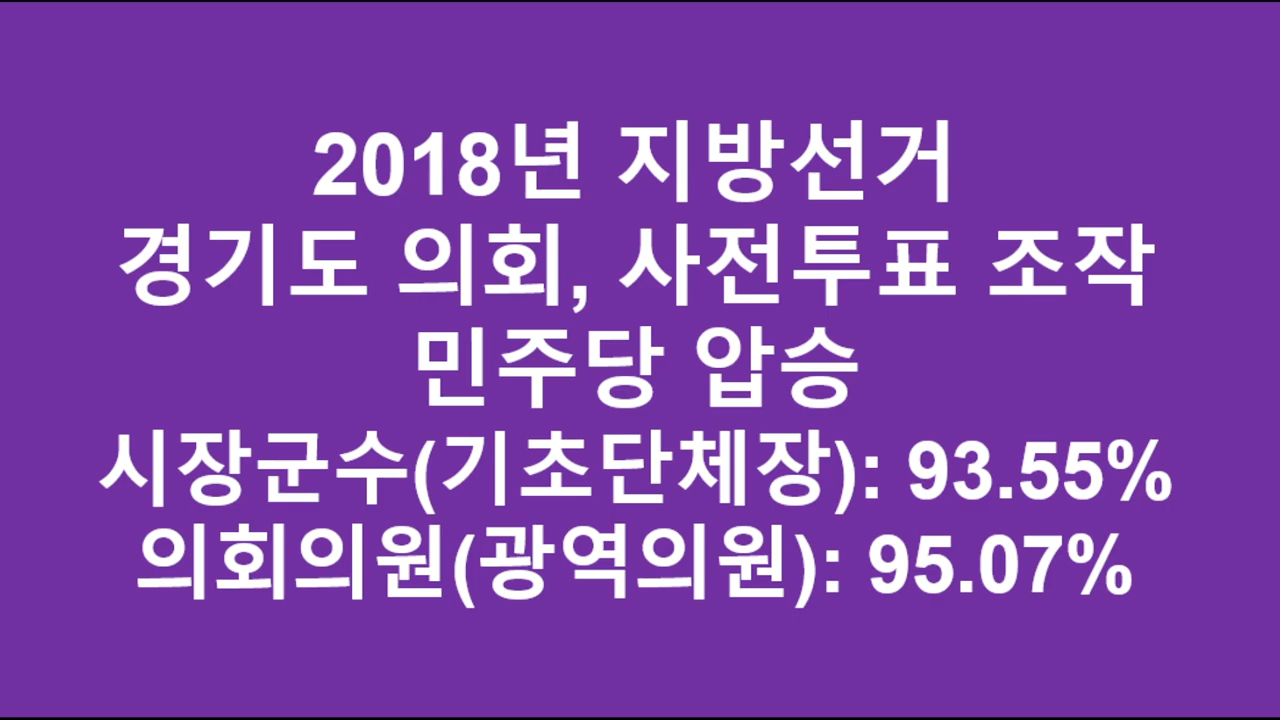 2018년 지방선거
경기도 의회, 사전투표 조작
민주당 압승
시장군수(기초단체장): 93.55%
의회의원(광역의원): 95.07%